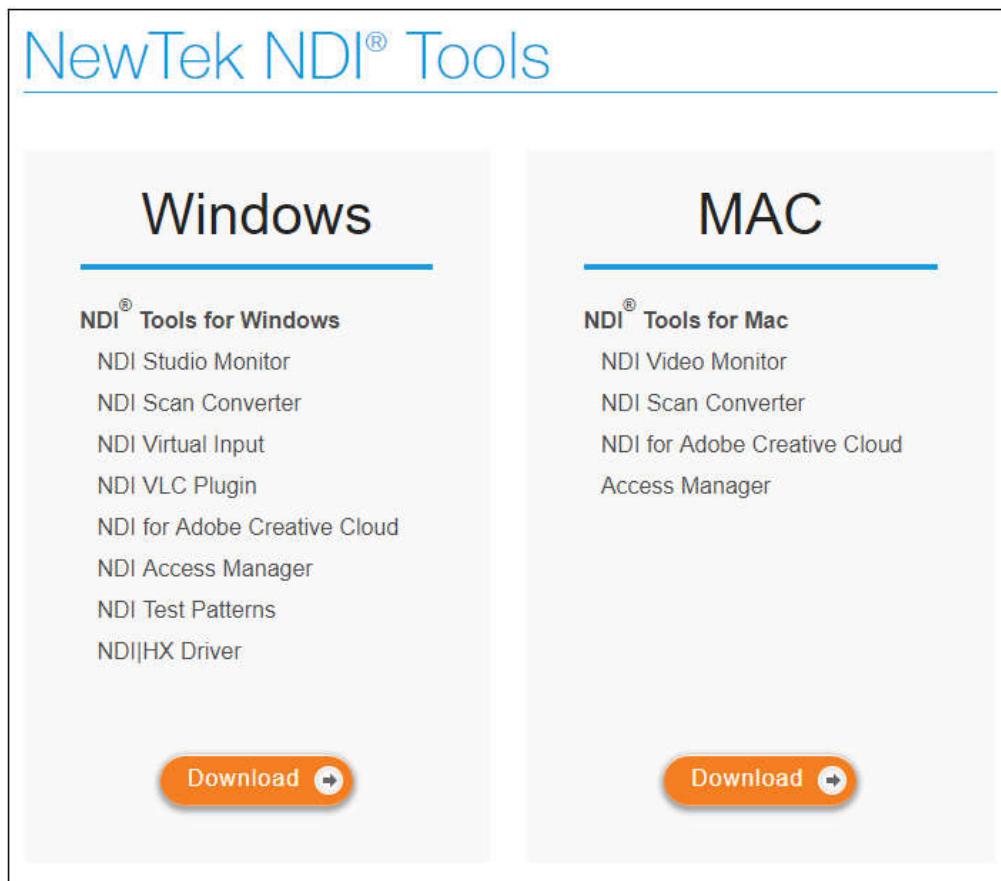 NewTek NDI® Tools
Windows
NDI® Tools for Windows
NDI Studio Monitor
NDI Scan Converter
NDI Virtual Input
NDI VLC Plugin
NDI for Adobe Creative Cloud
NDI Access Manager
NDI Test Patterns
NDI|HX Driver
Download
MAC
NDI® Tools for Mac
NDI Video Monitor
NDI Scan Converter
NDI for Adobe Creative Cloud
Access Manager
Download